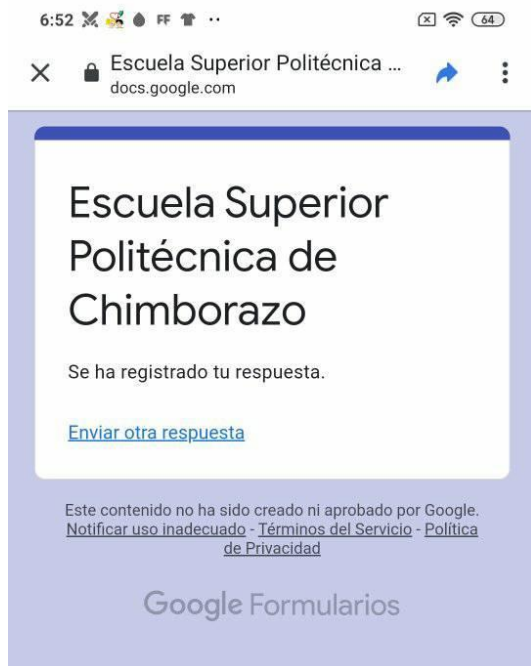 6:52 FF 64
Escuela Superior Politécnica ...
docs.google.com
Escuela Superior
Politécnica de
Chimborazo
Se ha registrado tu respuesta.
Enviar otra respuesta
Este contenido no ha sido creado ni aprobado por Google.
Notificar uso inadecuado - Términos del Servicio - Política
de Privacidad
Google Formularios